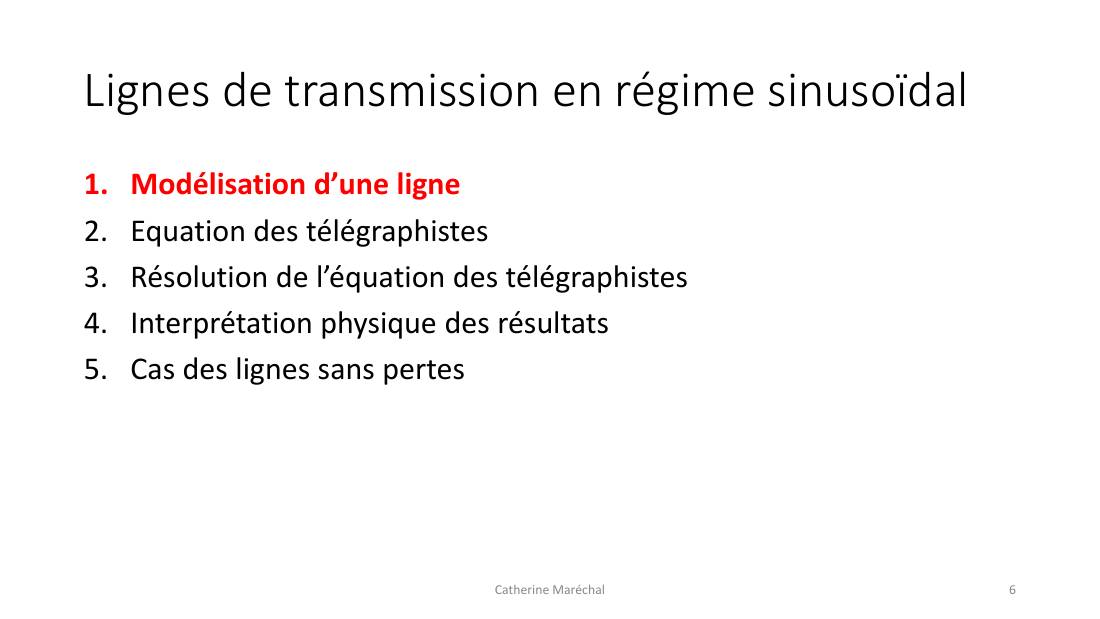 Lignes de transmission en régime sinusoïdal
1. Modélisation d’une ligne
2. Equation des télégraphistes
3. Résolution de l’équation des télégraphistes
4. Interprétation physique des résultats
5. Cas des lignes sans pertes
Catherine Maréchal
6